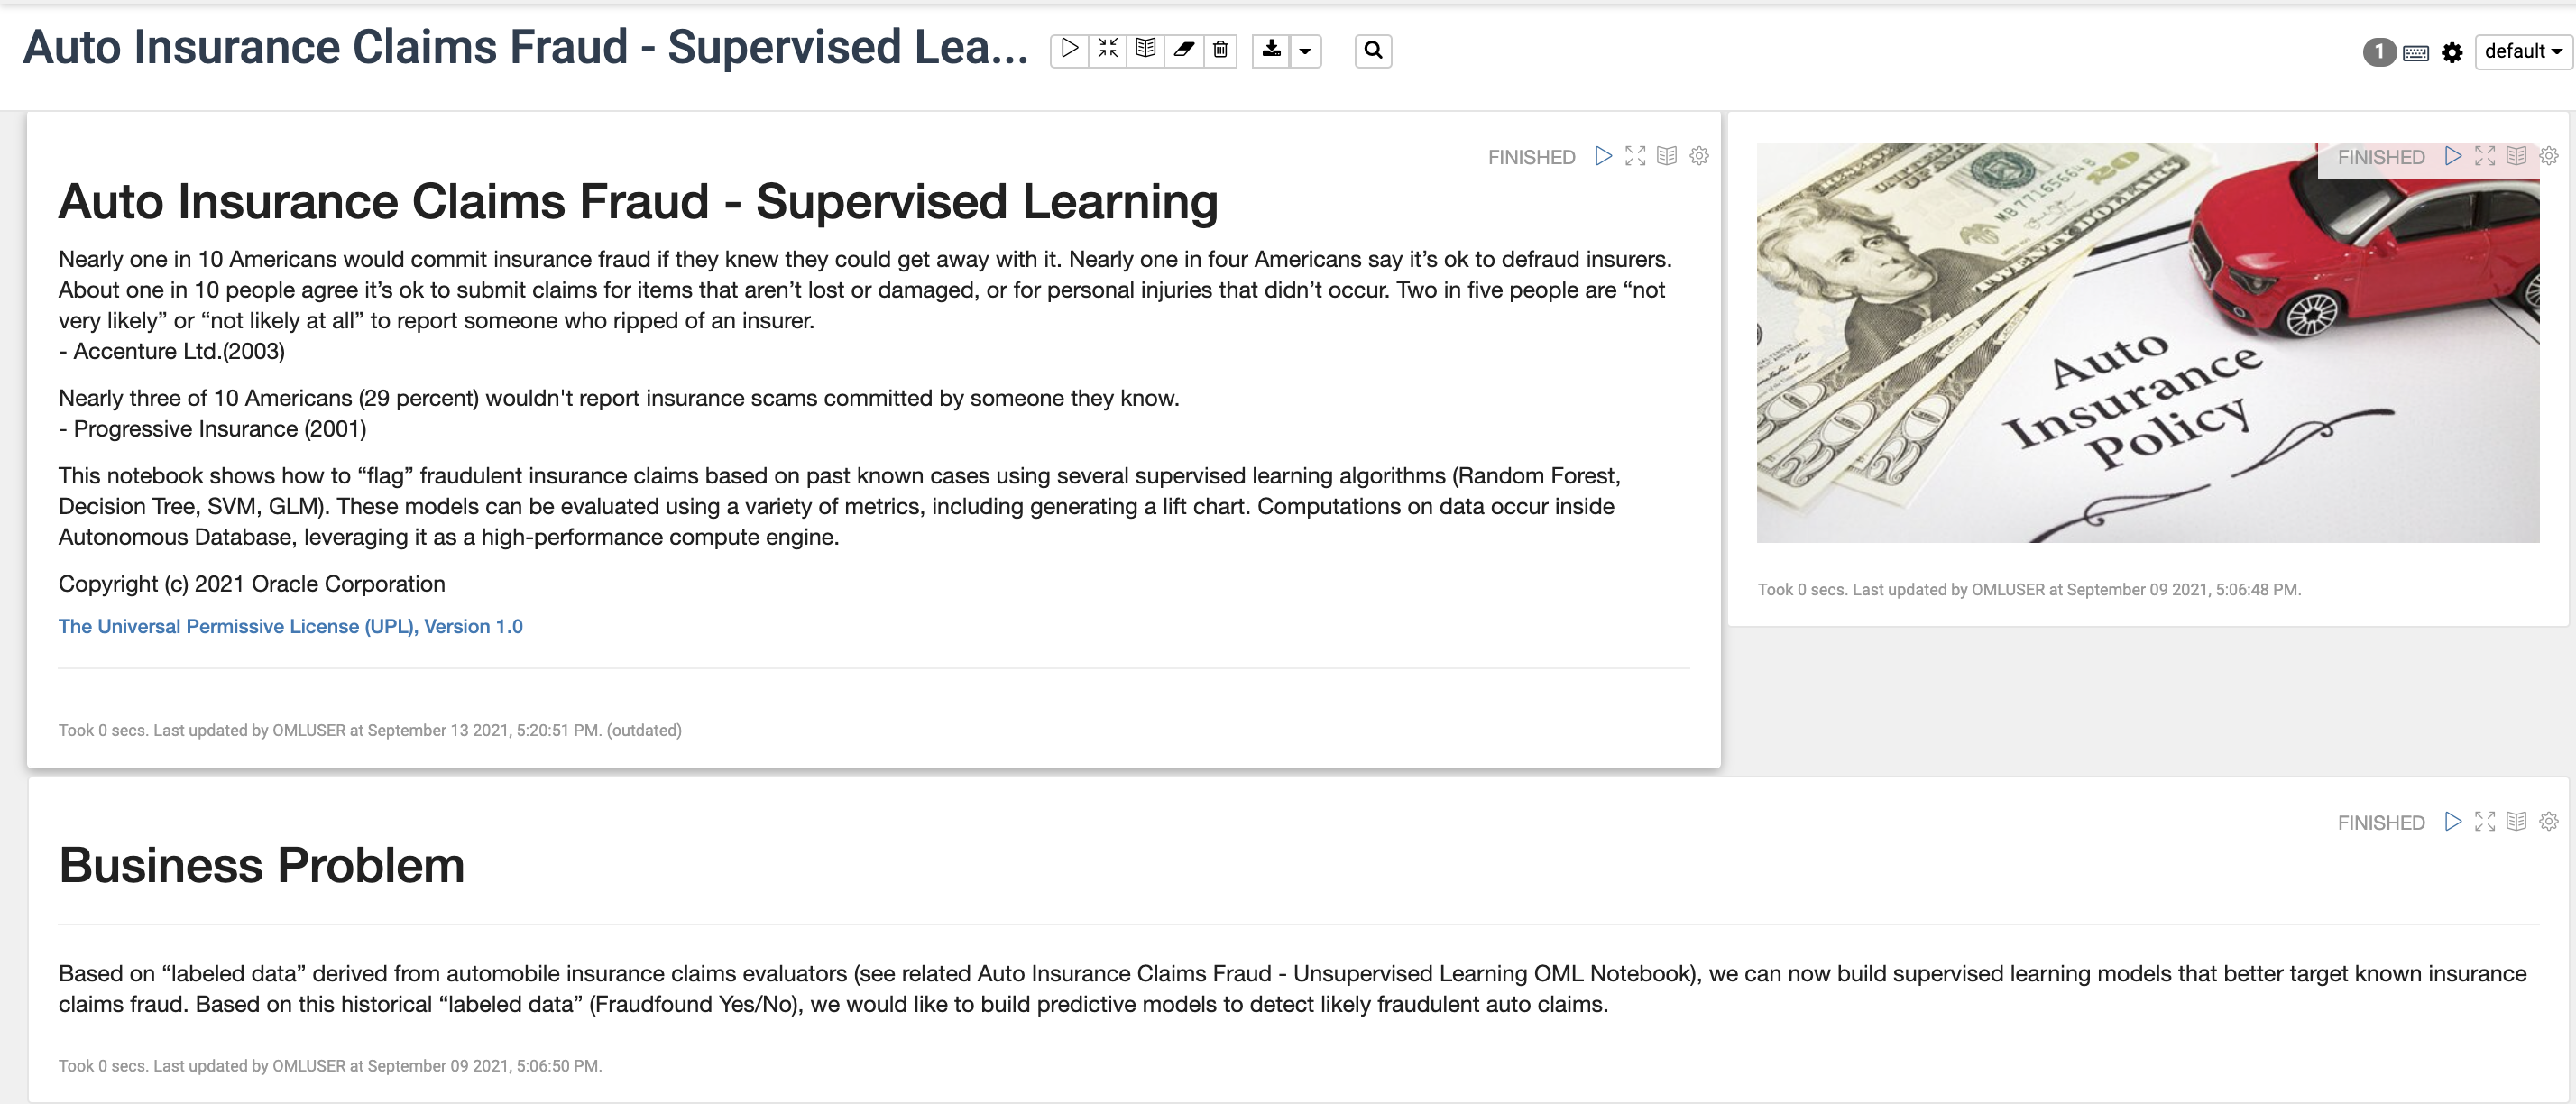 Auto Insurance Claims Fraud - Supervised Lea...
1
default
FINISHED
Auto Insurance Claims Fraud - Supervised Learning
Nearly one in 10 Americans would commit insurance fraud if they knew they could get away with it. Nearly one in four Americans say it’s ok to defraud insurers.
About one in 10 people agree it’s ok to submit claims for items that aren’t lost or damaged, or for personal injuries that didn’t occur. Two in five people are “not
very likely” or “not likely at all” to report someone who ripped of an insurer.
- Accenture Ltd.(2003)
Nearly three of 10 Americans (29 percent) wouldn't report insurance scams committed by someone they know.
- Progressive Insurance (2001)
This notebook shows how to “flag” fraudulent insurance claims based on past known cases using several supervised learning algorithms (Random Forest,
Decision Tree, SVM, GLM). These models can be evaluated using a variety of metrics, including generating a lift chart. Computations on data occur inside
Autonomous Database, leveraging it as a high-performance compute engine.
Copyright (c) 2021 Oracle Corporation
The Universal Permissive License (UPL), Version 1.0
Took 0 secs. Last updated by OMLUSER at September 13 2021, 5:20:51 PM. (outdated)
FINISHED
UNITED STATES
OF AMERICA
MB77165664B
20
TWENTY DOLLARS
20
20
20
Auto
Insurance
Policy
Took 0 secs. Last updated by OMLUSER at September 09 2021, 5:06:48 PM.
FINISHED
Business Problem
Based on “labeled data” derived from automobile insurance claims evaluators (see related Auto Insurance Claims Fraud - Unsupervised Learning OML Notebook), we can now build supervised learning models that better target known insurance
claims fraud. Based on this historical “labeled data” (Fraudfound Yes/No), we would like to build predictive models to detect likely fraudulent auto claims.
Took 0 secs. Last updated by OMLUSER at September 09 2021, 5:06:50 PM.